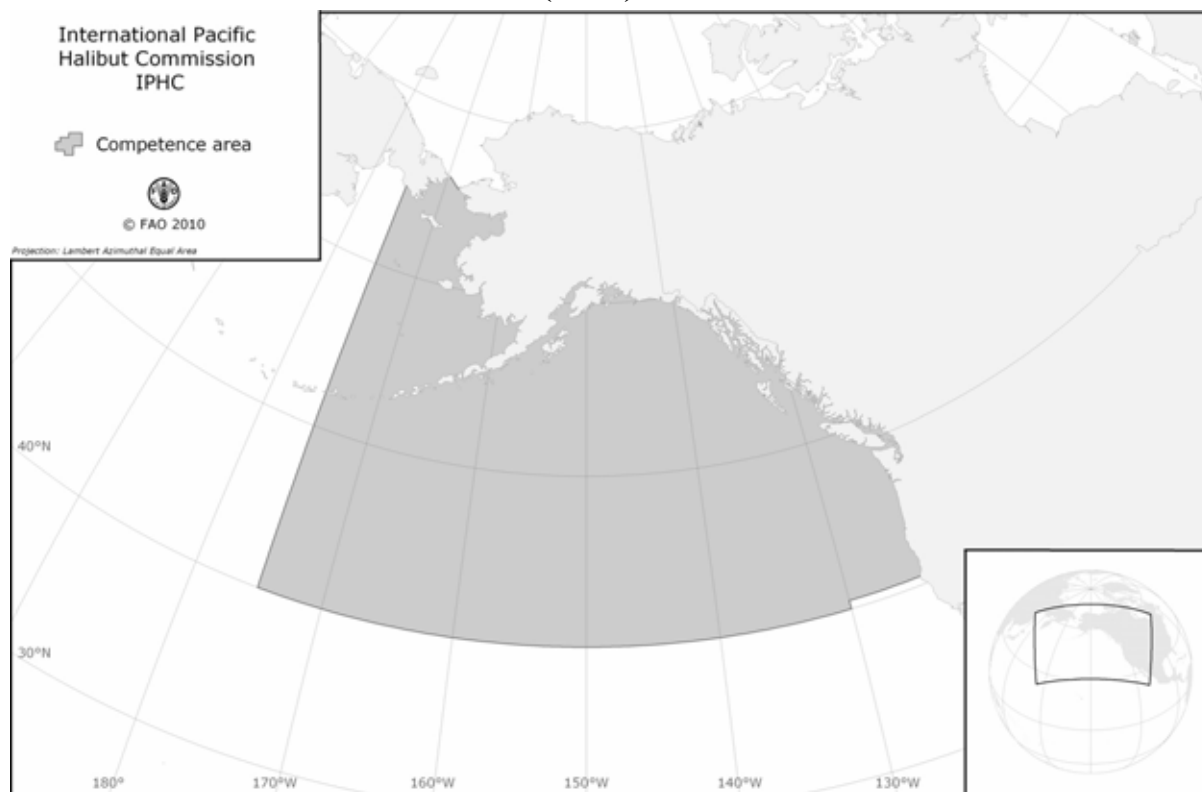 International Pacific
Halibut Commission
IPHC
Competence area
© FAO 2010
Projection: Lambert Azimuthal Equal Area
40°N
30°N
180°
170°W
160°W
150°W
140°W
130°W